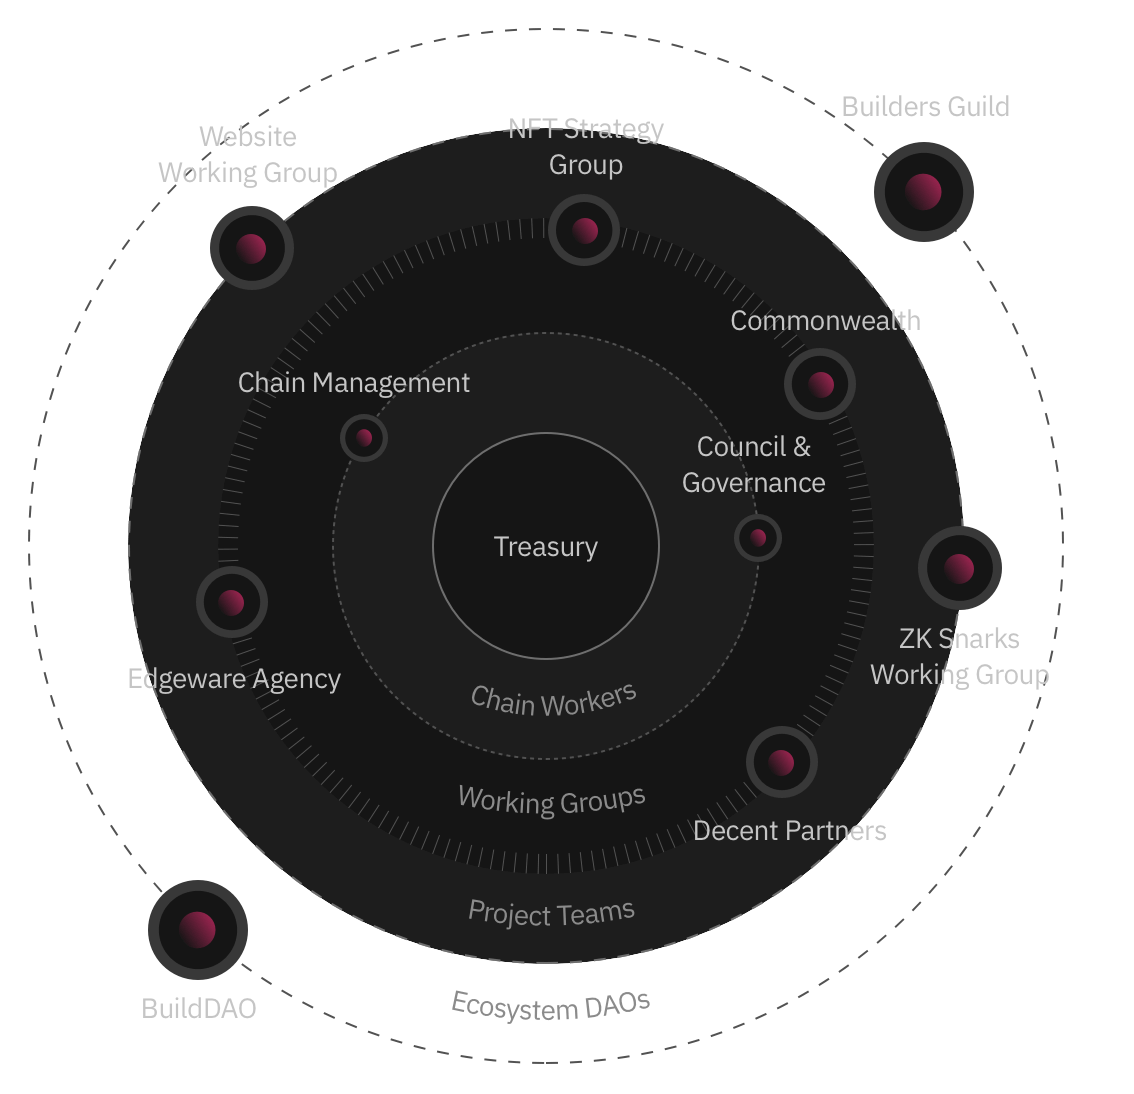 Builders Guild
Website
Working Group
NFT Strategy
Group
Commonwealth
Chain Management
Council &
Governance
Treasury
ZK Snarks
Working Group
Edgeware Agency
Chain Workers
Working Groups
Decent Partners
Project Teams
Ecosystem DAOs
BuildDAO